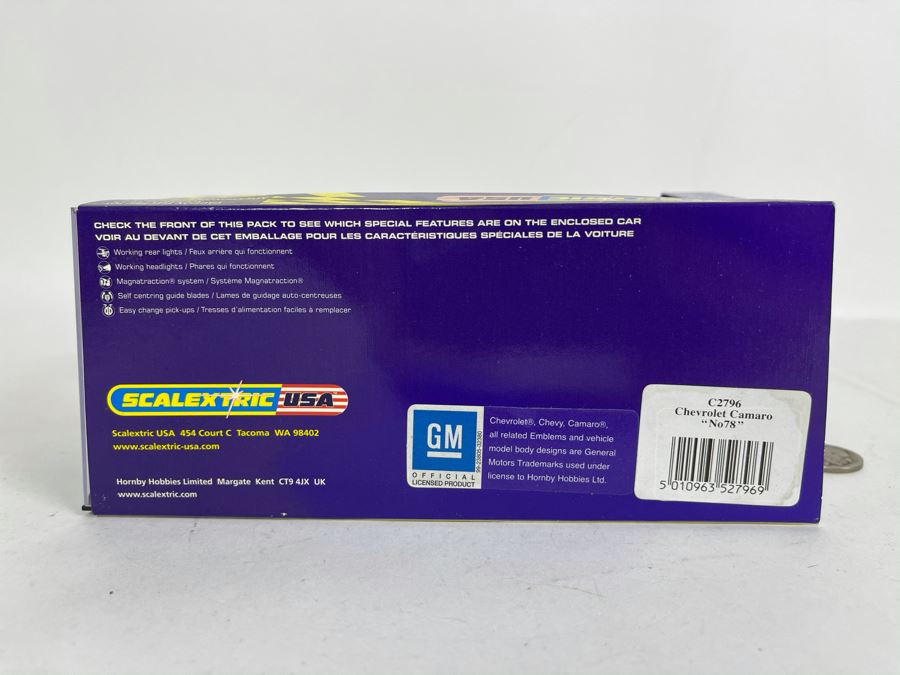 CHECK THE FRONT OF THIS PACK TO SEE WHICH SPECIAL FEATURES ARE ON THE ENCLOSED CAR
VOIR AU DEVANT DE CET EMBALLAGE POUR LES CARACTÉRISTIQUES SPÉCIALES DE LA VOITURE
Working rear lights / Feux arrière qui fonctionnent
Working headlights / Phares qui fonctionnent
Magnatraction® system / Système Magnatraction®
Self centring guide blades / Lames de guidage auto-centreuses
Easy change pick-ups / Tresses d'alimentation faciles à remplacer
SCALEXTRIC USA
Scalextric USA 454 Court C Tacoma WA 98402
www.scalextric-usa.com
Hornby Hobbies Limited Margate Kent CT9 4JX UK
www.scalextric.com
GM
OFFICIAL
LICENSED PRODUCT
Chevrolet®, Chevy, Camaro®,
all related Emblems and vehicle
model body designs are General
Motors Trademarks used under
license to Hornby Hobbies Ltd.
C2796
Chevrolet Camaro
"No78"
5 010963 527969